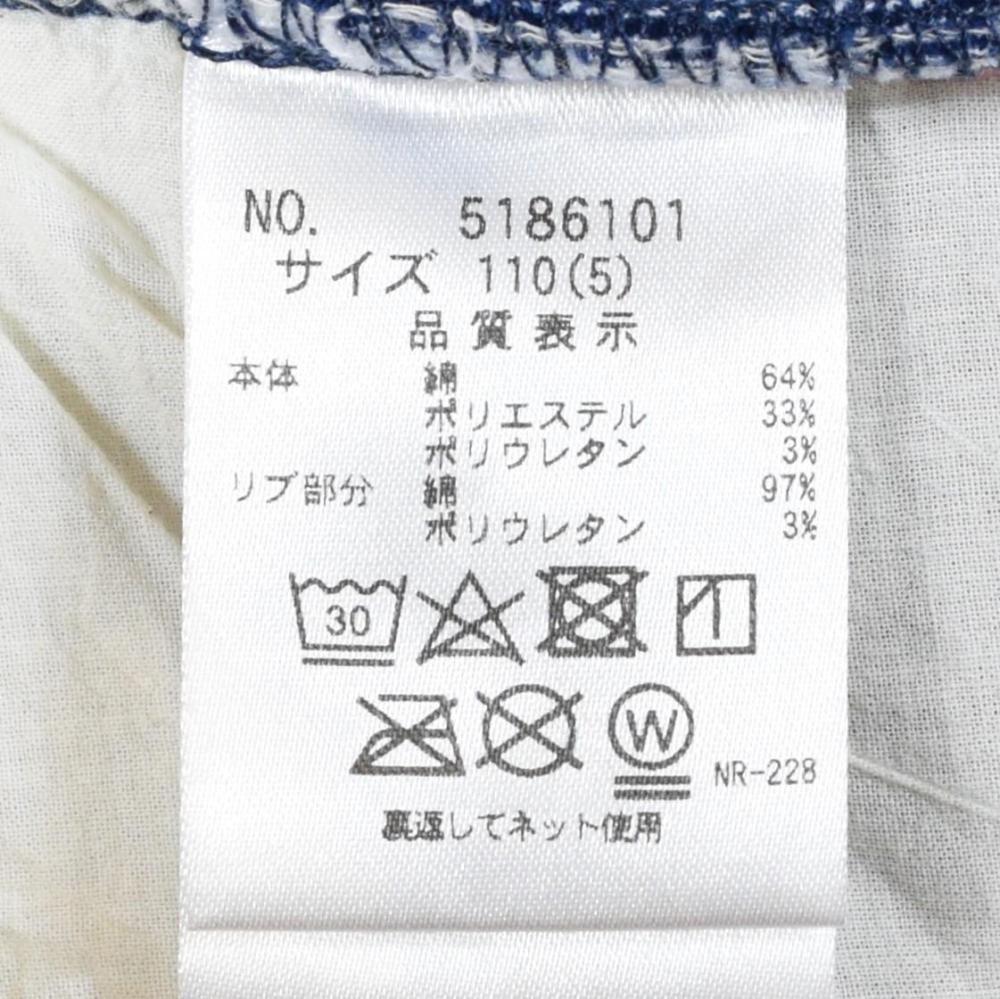 NO. 5186101
サイズ 110(5)
品質表示
本体 綿 64%
ポリエステル 33%
ポリウレタン 3%
リブ部分 綿 97%
ポリウレタン 3%
30
W
NR-228
裏返してネット使用